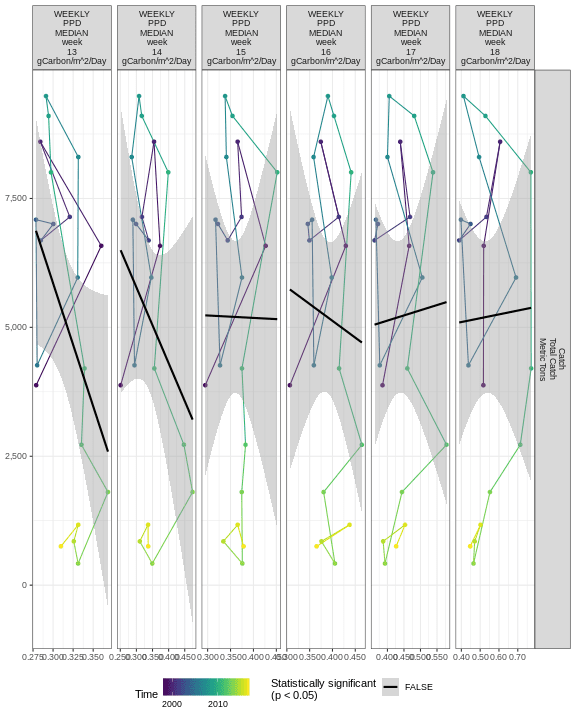 WEEKLY
PPD
MEDIAN
week
13
gCarbon/m^2/Day
WEEKLY
PPD
MEDIAN
week
14
gCarbon/m^2/Day
WEEKLY
PPD
MEDIAN
week
15
gCarbon/m^2/Day
WEEKLY
PPD
MEDIAN
week
16
gCarbon/m^2/Day
WEEKLY
PPD
MEDIAN
week
17
gCarbon/m^2/Day
WEEKLY
PPD
MEDIAN
week
18
gCarbon/m^2/Day
7,500
5,000
2,500
0
Catch
Total Catch
Metric Tons
0.275 0.300 0.325 0.350
0.250 0.300 0.350 0.400 0.450
0.300 0.350 0.400 0.450
0.300 0.350 0.400 0.450
0.400 0.450 0.500 0.550
0.40 0.50 0.60 0.70
Time
2000 2010
Statistically significant
(p < 0.05)
FALSE